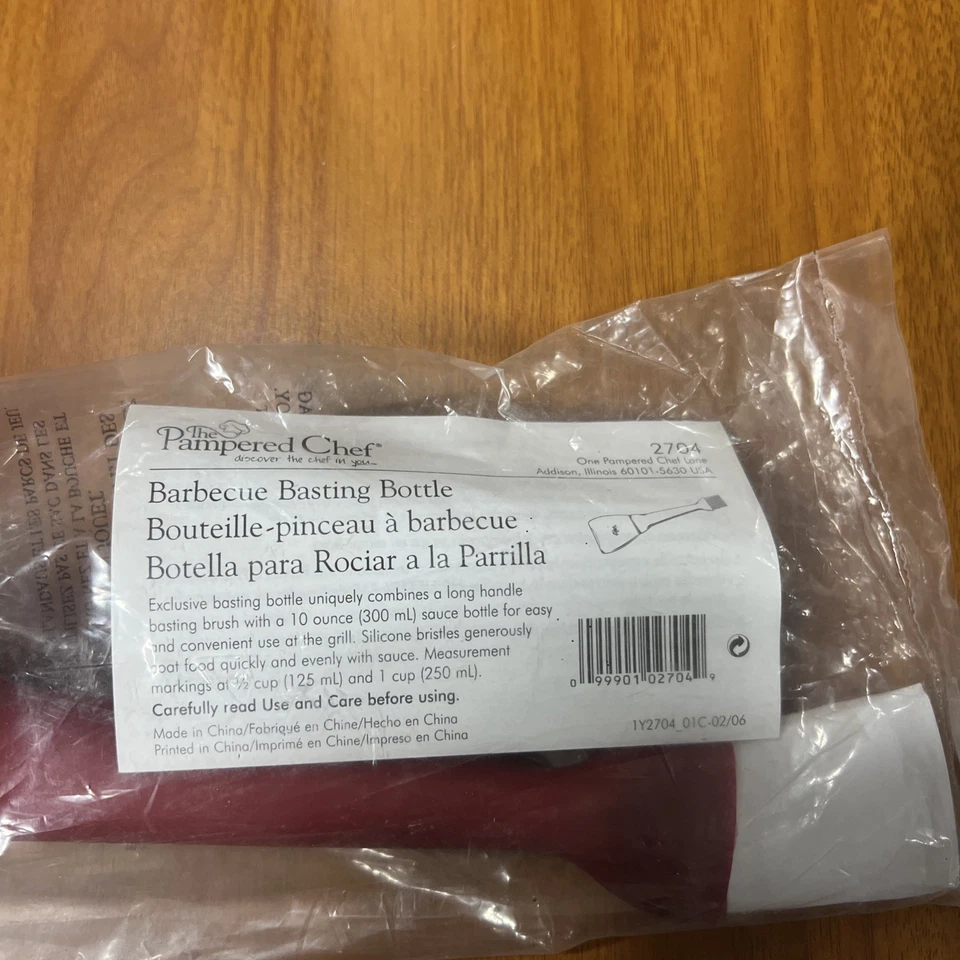 The
Pampered Chef®
discover the chef in you™
2704
One Pampered Chef Lane
Addison, Illinois 60101-5630 USA
Barbecue Basting Bottle
Bouteille-pinceau à barbecue
Botella para Rociar a la Parrilla
Exclusive basting bottle uniquely combines a long handle
basting brush with a 10 ounce (300 mL) sauce bottle for easy
and convenient use at the grill. Silicone bristles generously
coat food quickly and evenly with sauce. Measurement
markings at ½ cup (125 mL) and 1 cup (250 mL).
Carefully read Use and Care before using.
Made in China/Fabriqué en Chine/Hecho en China
Printed in China/Imprimé en Chine/Impreso en China
0 99901 02704 9
1Y2704_01C-02/06
DA
YO